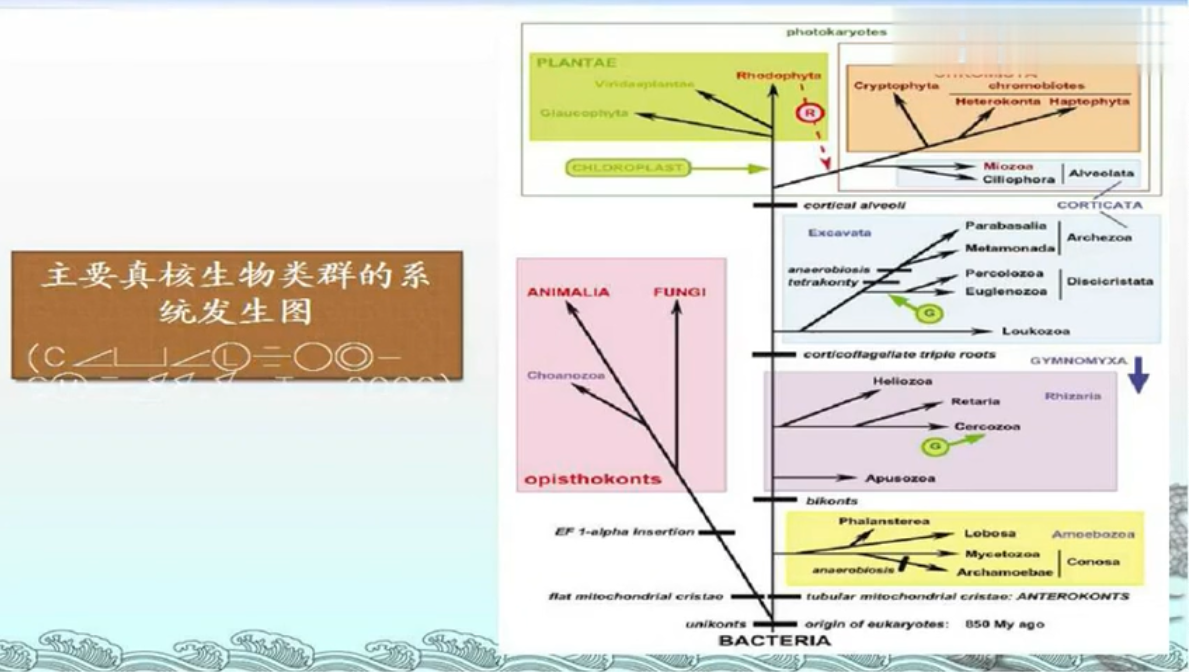 主要真核生物类群的系
统发生图
photokaryotes
PLANTAE
Viridaeplantae
Rhodophyta
Glaucophyta
R
CHLOROPLAST
Cryptophyta
chromobiotes
Heterokonta Haptophyta
Miozoa
Ciliophora
Alveolata
cortical alveoli
CORTICATA
Excavata
Parabasalia
Metamonada
Archezoa
anaerobiosis
tetrakonty
Percolozoa
Euglenozoa
Discicristata
G
Loukozoa
corticoflagellate triple roots
GYMNOMYXA
ANIMALIA
FUNGI
Choanozoa
opisthokonts
Heliozoa
Retaria
Rhizaria
Cercozoa
G
Apusozoa
bikonts
EF 1-alpha insertion
Phalansterea
Lobosa
Amoebozoa
Mycetozoa
Conosa
anaerobiosis
Archamoebae
flat mitochondrial cristae
tubular mitochondrial cristae: ANTEROKONTS
unikonts
origin of eukaryotes: 850 My ago
BACTERIA